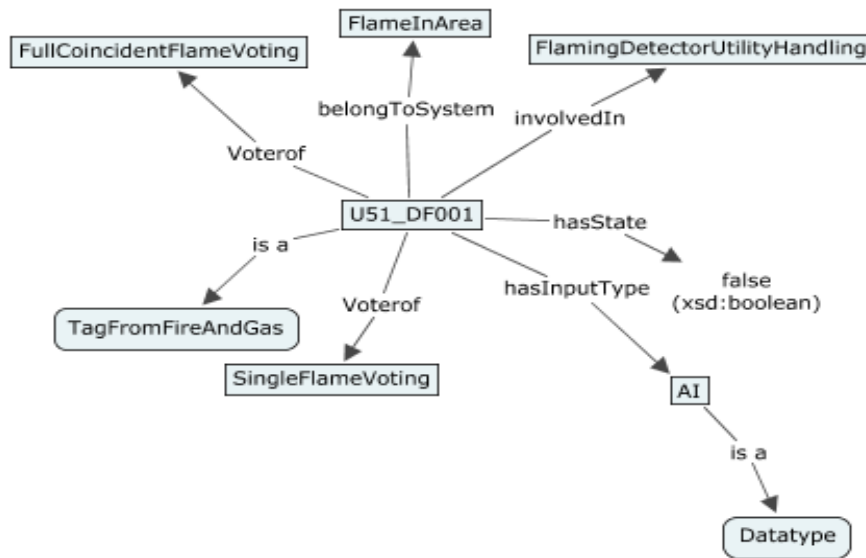 FlameInArea
FullCoincidentFlameVoting
FlamingDetectorUtilityHandling
belongToSystem
involvedIn
Voterof
U51_DF001
hasState
is a
false
(xsd:boolean)
hasInputType
Voterof
TagFromFireAndGas
SingleFlameVoting
AI
is a
Datatype